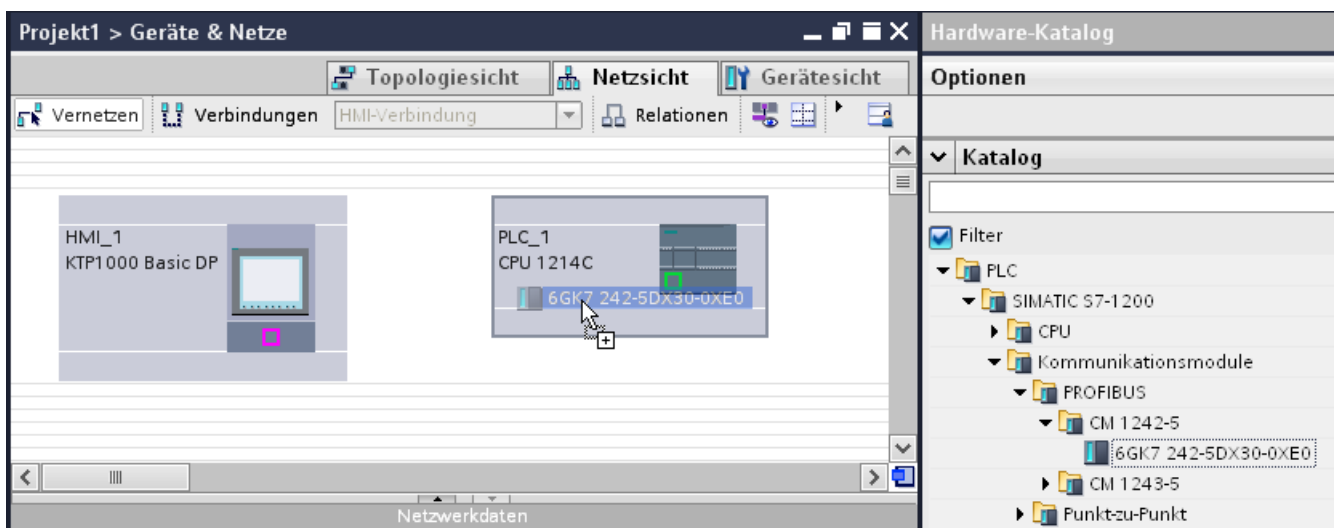 Projekt1 > Geräte & Netze
Hardware-Katalog
Topologiesicht
Netzsicht
Gerätesicht
Optionen
Vernetzen
Verbindungen
HMI-Verbindung
Relationen
Katalog
Filter
HMI_1
KTP1000 Basic DP
PLC_1
CPU 1214C
6GK7 242-5DX30-0XE0
PLC
SIMATIC S7-1200
CPU
Kommunikationsmodule
PROFIBUS
CM 1242-5
6GK7 242-5DX30-0XE0
CM 1243-5
Punkt-zu-Punkt
Netzwerkdaten